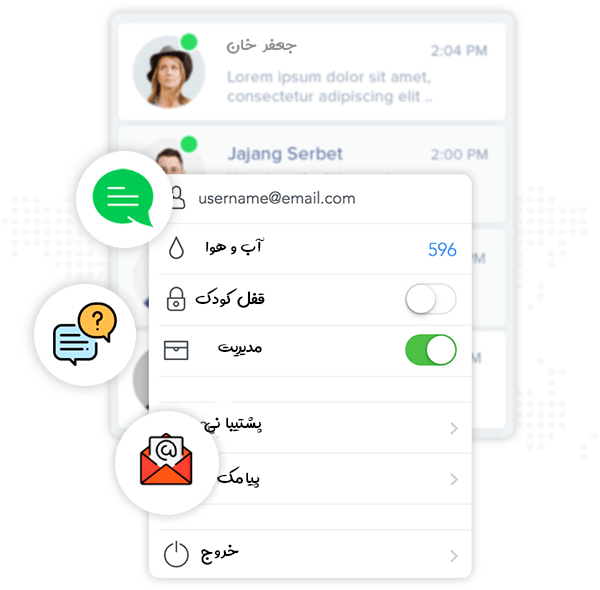 جعفر خان
2:04 PM
Lorem ipsum dolor sit amet,
consectetur adipiscing elit ..
Jajang Serbet
2:00 PM
PM
username@email.com
آب و هوا
596
قفل کودک
مدیریت
M
پشتیبانی
پیامک
خروج